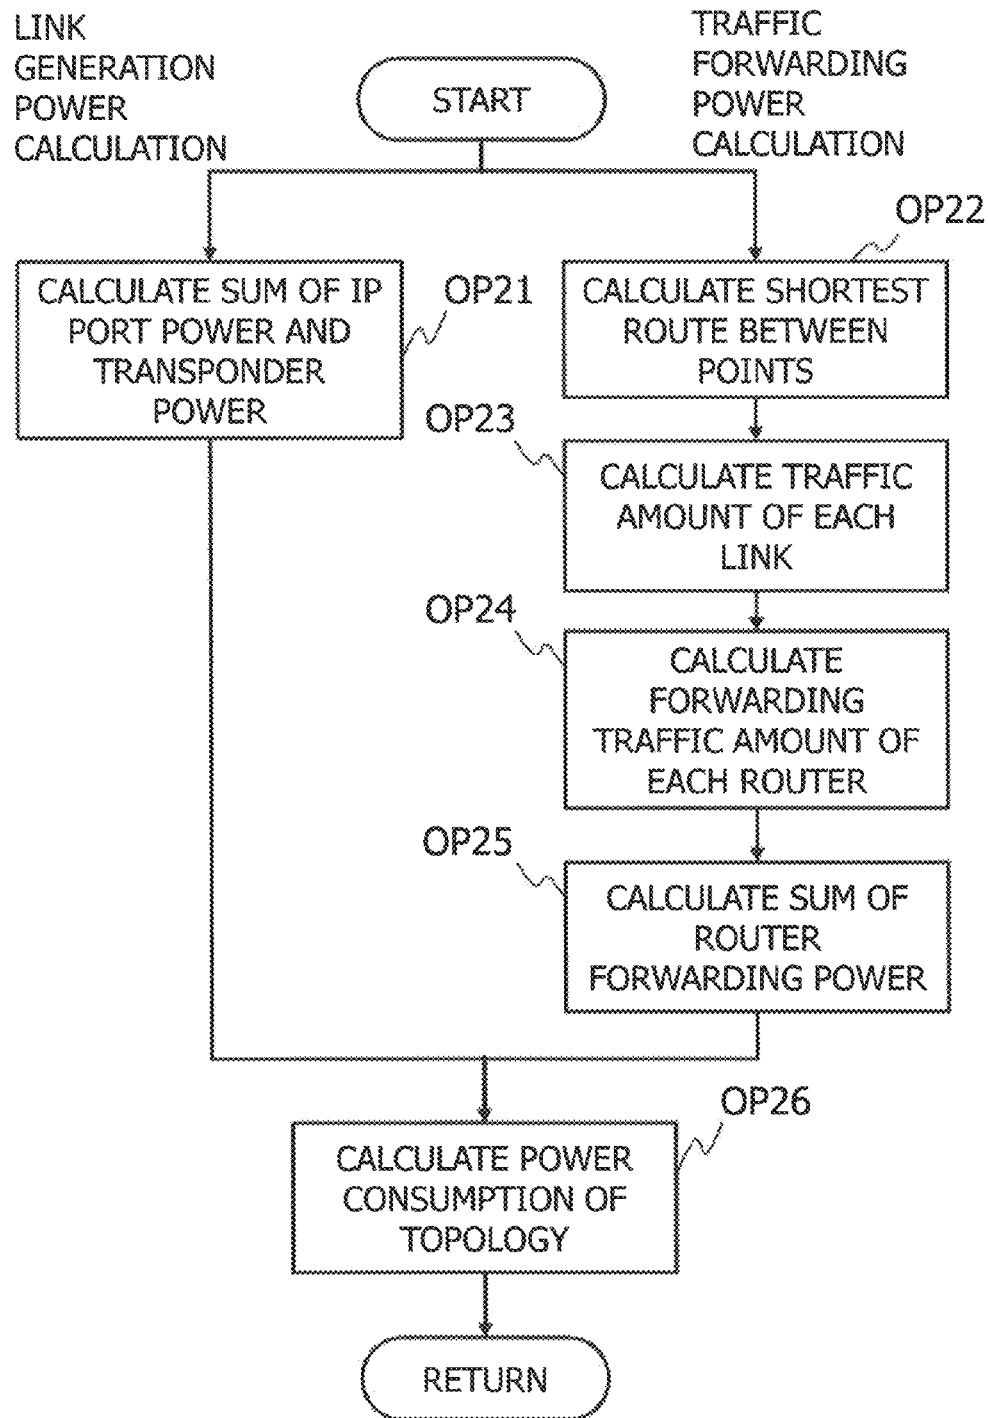 LINK
GENERATION
POWER
CALCULATION
START
TRAFFIC
FORWARDING
POWER
CALCULATION
CALCULATE SUM OF IP
PORT POWER AND
TRANSPONDER
POWER
OP21
OP22
CALCULATE SHORTEST
ROUTE BETWEEN
POINTS
OP23
CALCULATE TRAFFIC
AMOUNT OF EACH
LINK
OP24
CALCULATE
FORWARDING
TRAFFIC AMOUNT OF
EACH ROUTER
OP25
CALCULATE SUM OF
ROUTER
FORWARDING POWER
OP26
CALCULATE POWER
CONSUMPTION OF
TOPOLOGY
RETURN